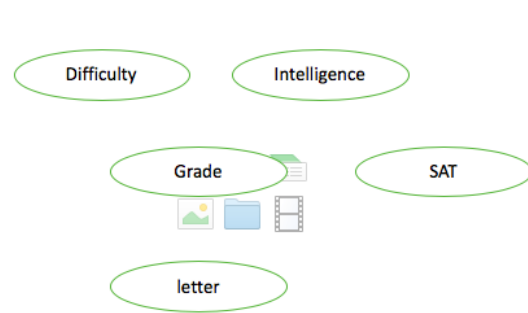 Difficulty
Intelligence
Grade
SAT
letter